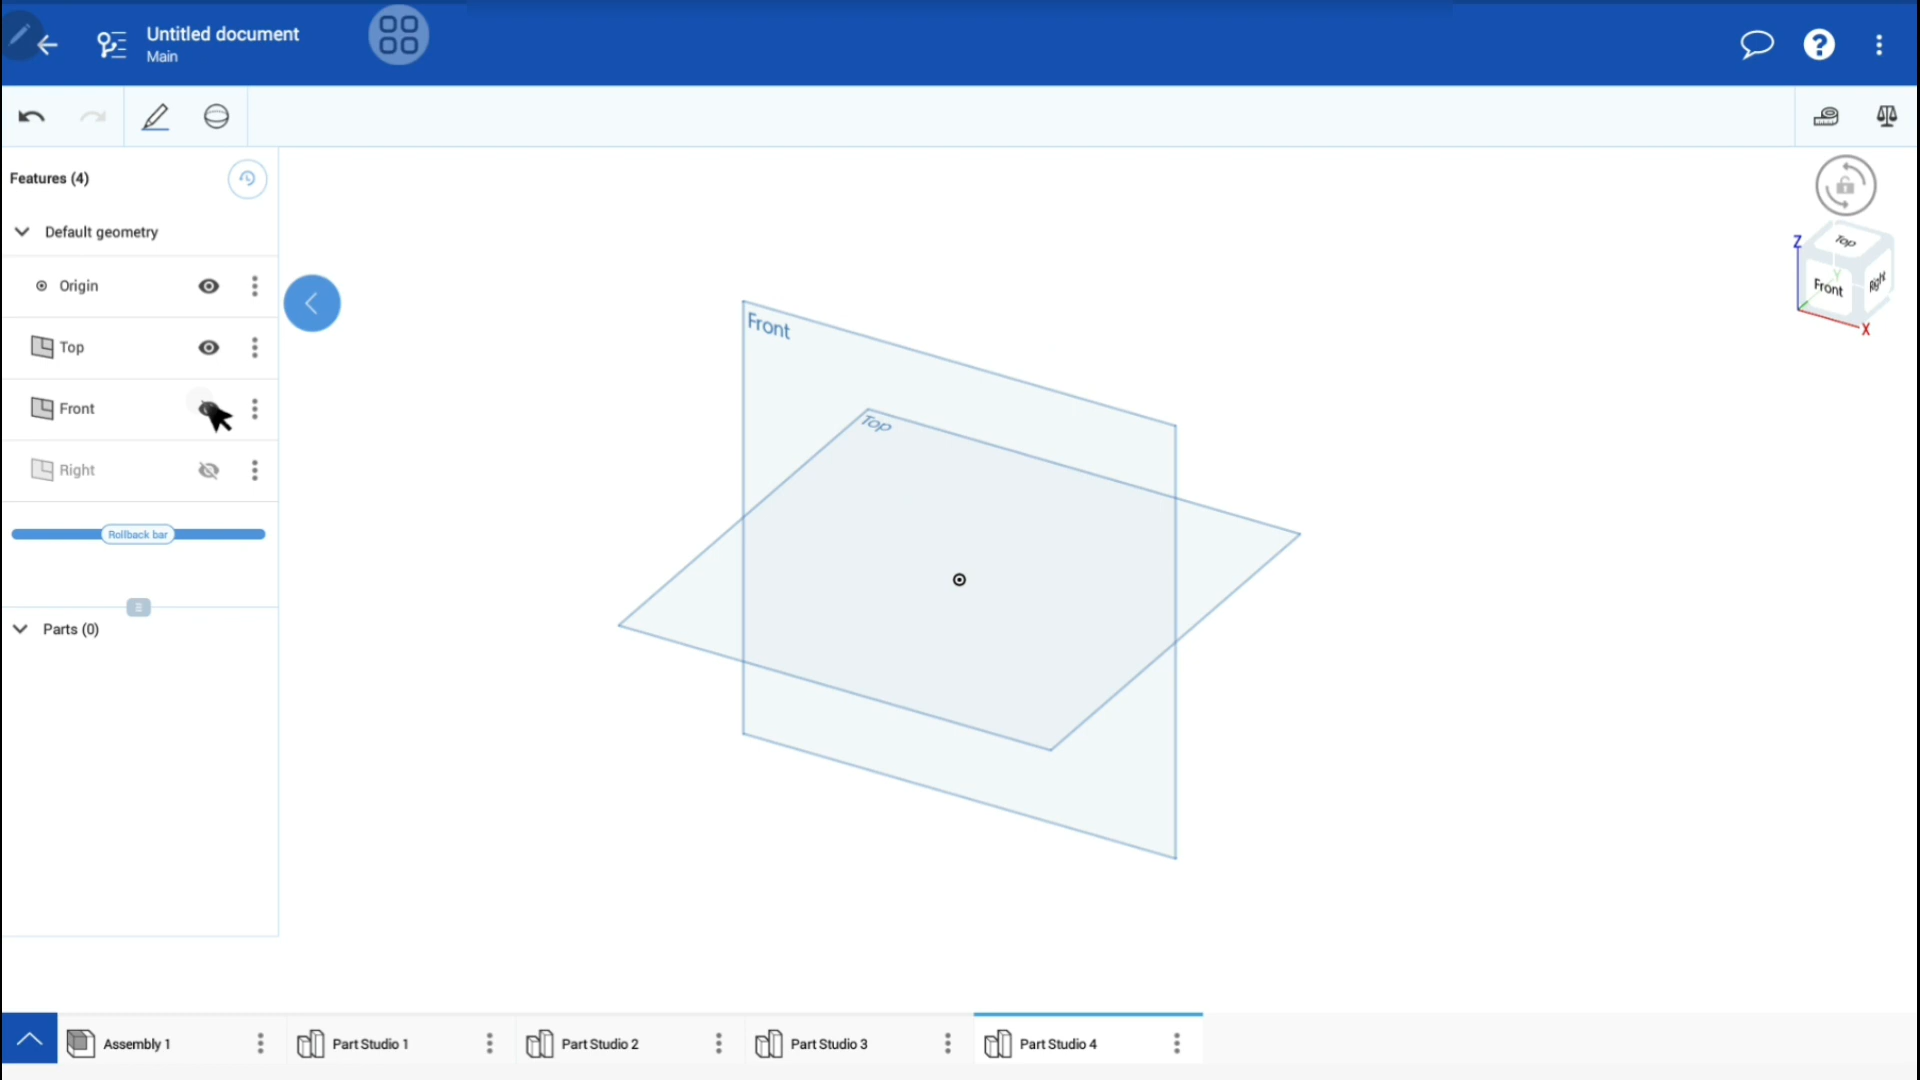 Untitled document
Main
Features (4)
Default geometry
Origin
Top
Front
Right
Rollback bar
Parts (0)
Front
Top
Z
Top
Y
Front
Right
X
Assembly 1
Part Studio 1
Part Studio 2
Part Studio 3
Part Studio 4